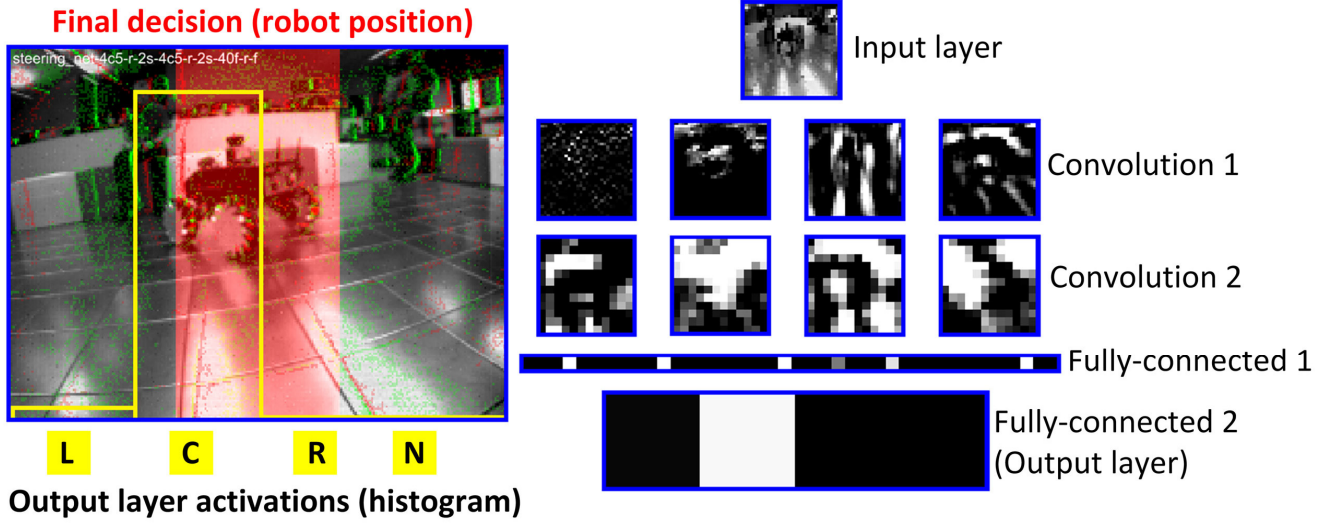 Final decision (robot position)
steering_net-4c5-r-2s-4c5-r-2s-40f-r-f
L C R N
Output layer activations (histogram)
Input layer
Convolution 1
Convolution 2
Fully-connected 1
Fully-connected 2
(Output layer)